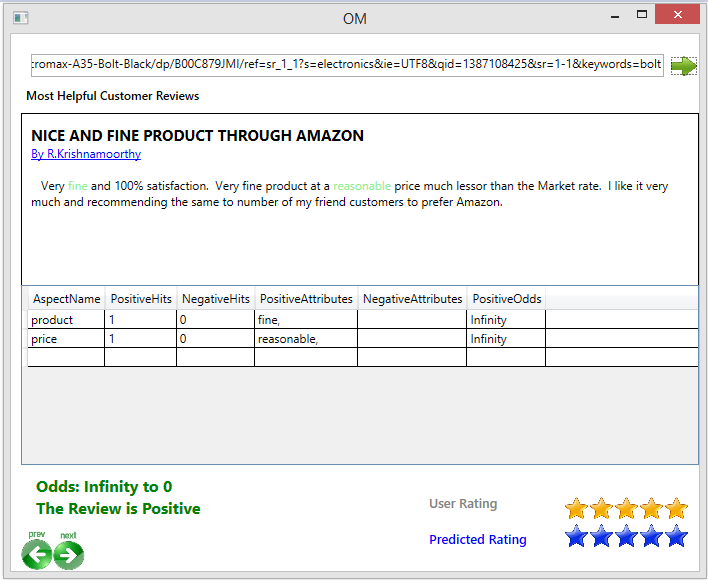 OM
cromax-A35-Bolt-Black/dp/B00C879JMI/ref=sr_1_1?s=electronics&ie=UTF8&qid=1387108425&sr=1-1&keywords=bolt
Most Helpful Customer Reviews
NICE AND FINE PRODUCT THROUGH AMAZON
By R.Krishnamoorthy
Very fine and 100% satisfaction. Very fine product at a reasonable price much lessor than the Market rate. I like it very
much and recommending the same to number of my friend customers to prefer Amazon.
AspectName PositiveHits NegativeHits PositiveAttributes NegativeAttributes PositiveOdds
product 1 0 fine, Infinity
price 1 0 reasonable, Infinity
Odds: Infinity to 0
The Review is Positive
User Rating
Predicted Rating
prev next